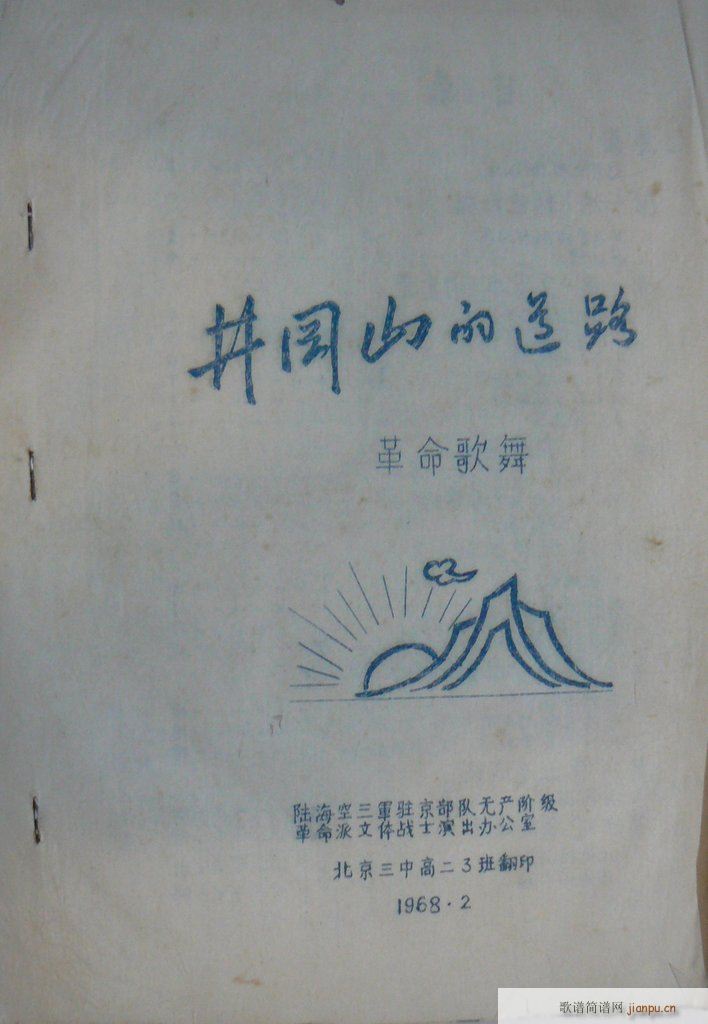 井岡山的道路
革命歌舞
陆海空三軍驻京部队无产阶级
革命派文体战士演出办公室
北京三中高二3班翻印
1968·2
歌谱简谱网 jianpu.cn